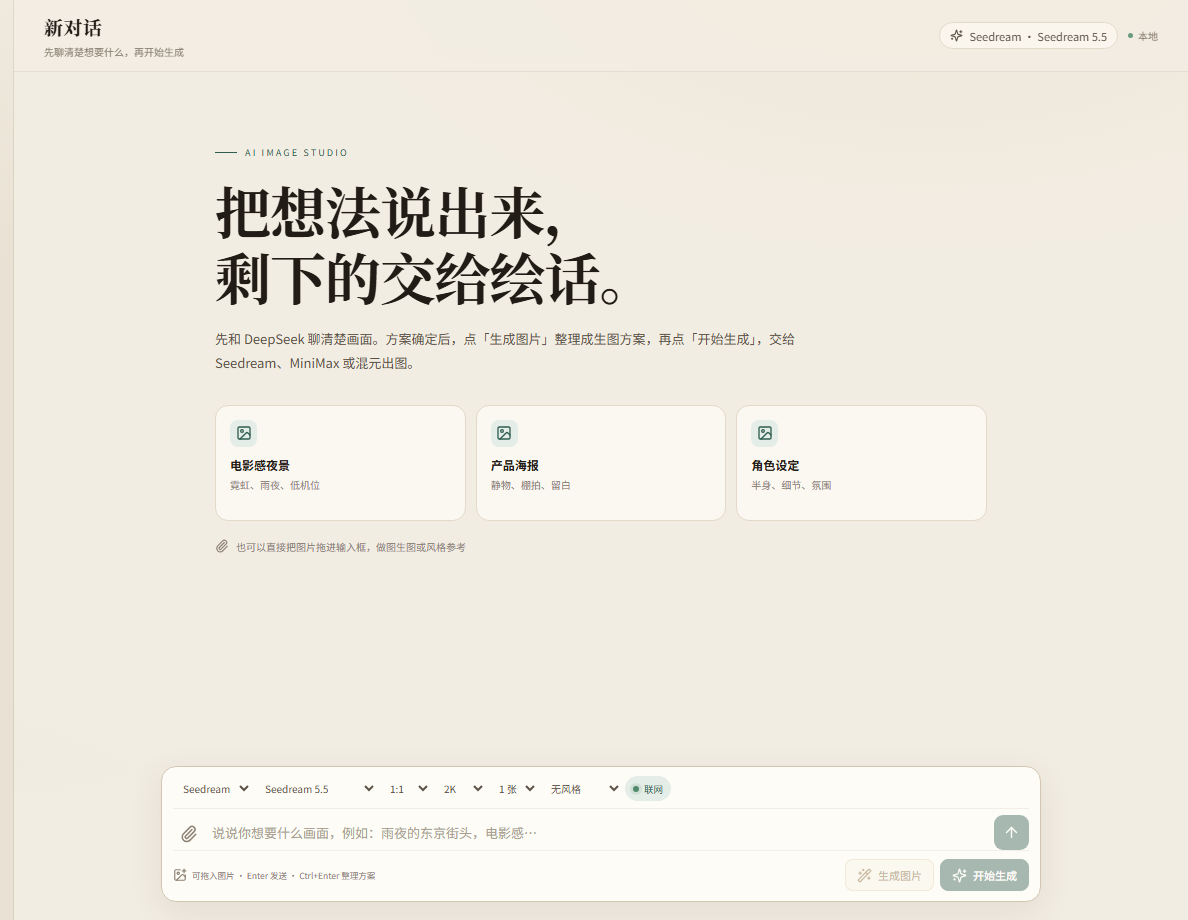 新对话
先聊清楚想要什么，再开始生成
Seedream · Seedream 5.5
本地
AI IMAGE STUDIO
把想法说出来，
剩下的交给绘话。
先和 DeepSeek 聊清楚画面。方案确定后，点「生成图片」整理成生图方案，再点「开始生成」，交给
Seedream、MiniMax 或混元出图。
电影感夜景
霓虹、雨夜、低机位
产品海报
静物、棚拍、留白
角色设定
半身、细节、氛围
也可以直接把图片拖进输入框，做图生图或风格参考
Seedream
Seedream 5.5
1:1
2K
1 张
无风格
联网
说说你想要什么画面，例如：雨夜的东京街头，电影感…
可拖入图片 · Enter 发送 · Ctrl+Enter 整理方案
生成图片
开始生成